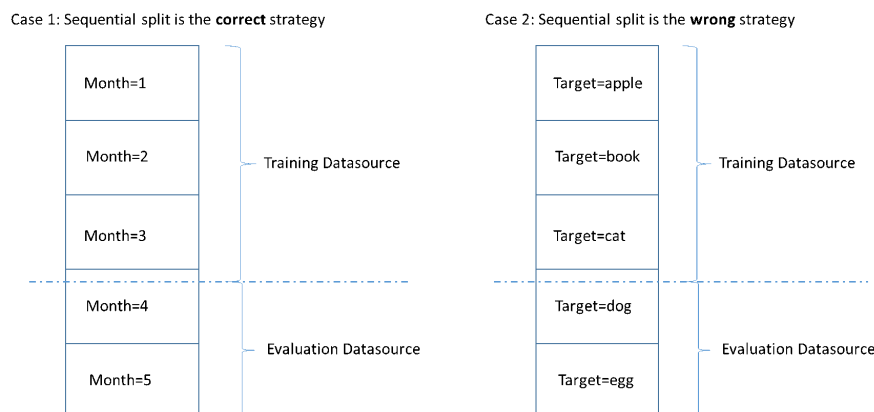 Case 1: Sequential split is the correct strategy
Month=1
Month=2
Month=3
Month=4
Month=5
Training Datasource
Evaluation Datasource
Case 2: Sequential split is the wrong strategy
Target=apple
Target=book
Target=cat
Target=dog
Target=egg
Training Datasource
Evaluation Datasource